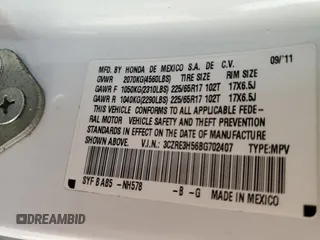 MFD. BY HONDA DE MEXICO S.A. DE C.V. 09/'11
GVWR 2070KG(4560LBS) TIRE SIZE RIM SIZE
GAWR F 1050KG(2310LBS) 225/65R17 102T 17X6.5J
GAWR R 1040KG(2290LBS) 225/65R17 102T 17X6.5J
THIS VEHICLE CONFORMS TO ALL APPLICABLE FEDERAL
MOTOR VEHICLE SAFETY AND THEFT PREVENTION
STANDARDS IN EFFECT ON THE DATE OF MANUFACTURE
SHOWN ABOVE. V.I.N.: 3CZRE3H56BG702407 TYPE:MPV
SYF 8 AB5 -NH578 -B -G MADE IN MEXICO
DREAMBID
.COM